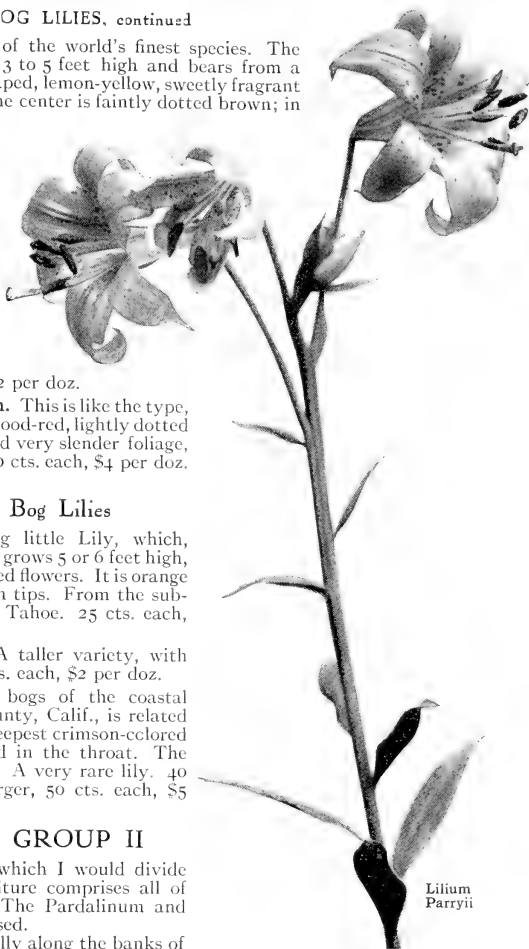 OG LILIES, continued
of the world's finest species. The
3 to 5 feet high and bears from a
ped, lemon-yellow, sweetly fragrant
e center is faintly dotted brown; in
2 per doz.
This is like the type,
ood-red, lightly dotted
d very slender foliage,
cts. each, $4 per doz.
Bog Lilies
g little Lily, which,
grows 5 or 6 feet high,
ed flowers. It is orange
tips. From the sub-
Tahoe. 25 cts. each,
A taller variety, with
s. each, $2 per doz.
bogs of the coastal
unty, Calif., is related
eepest crimson-colored
in the throat. The
A very rare lily. 40
rger, 50 cts. each, $5
GROUP II
which I would divide
ture comprises all of
The Pardalinum and
sed.
lly along the banks of
Lilium
Parryii